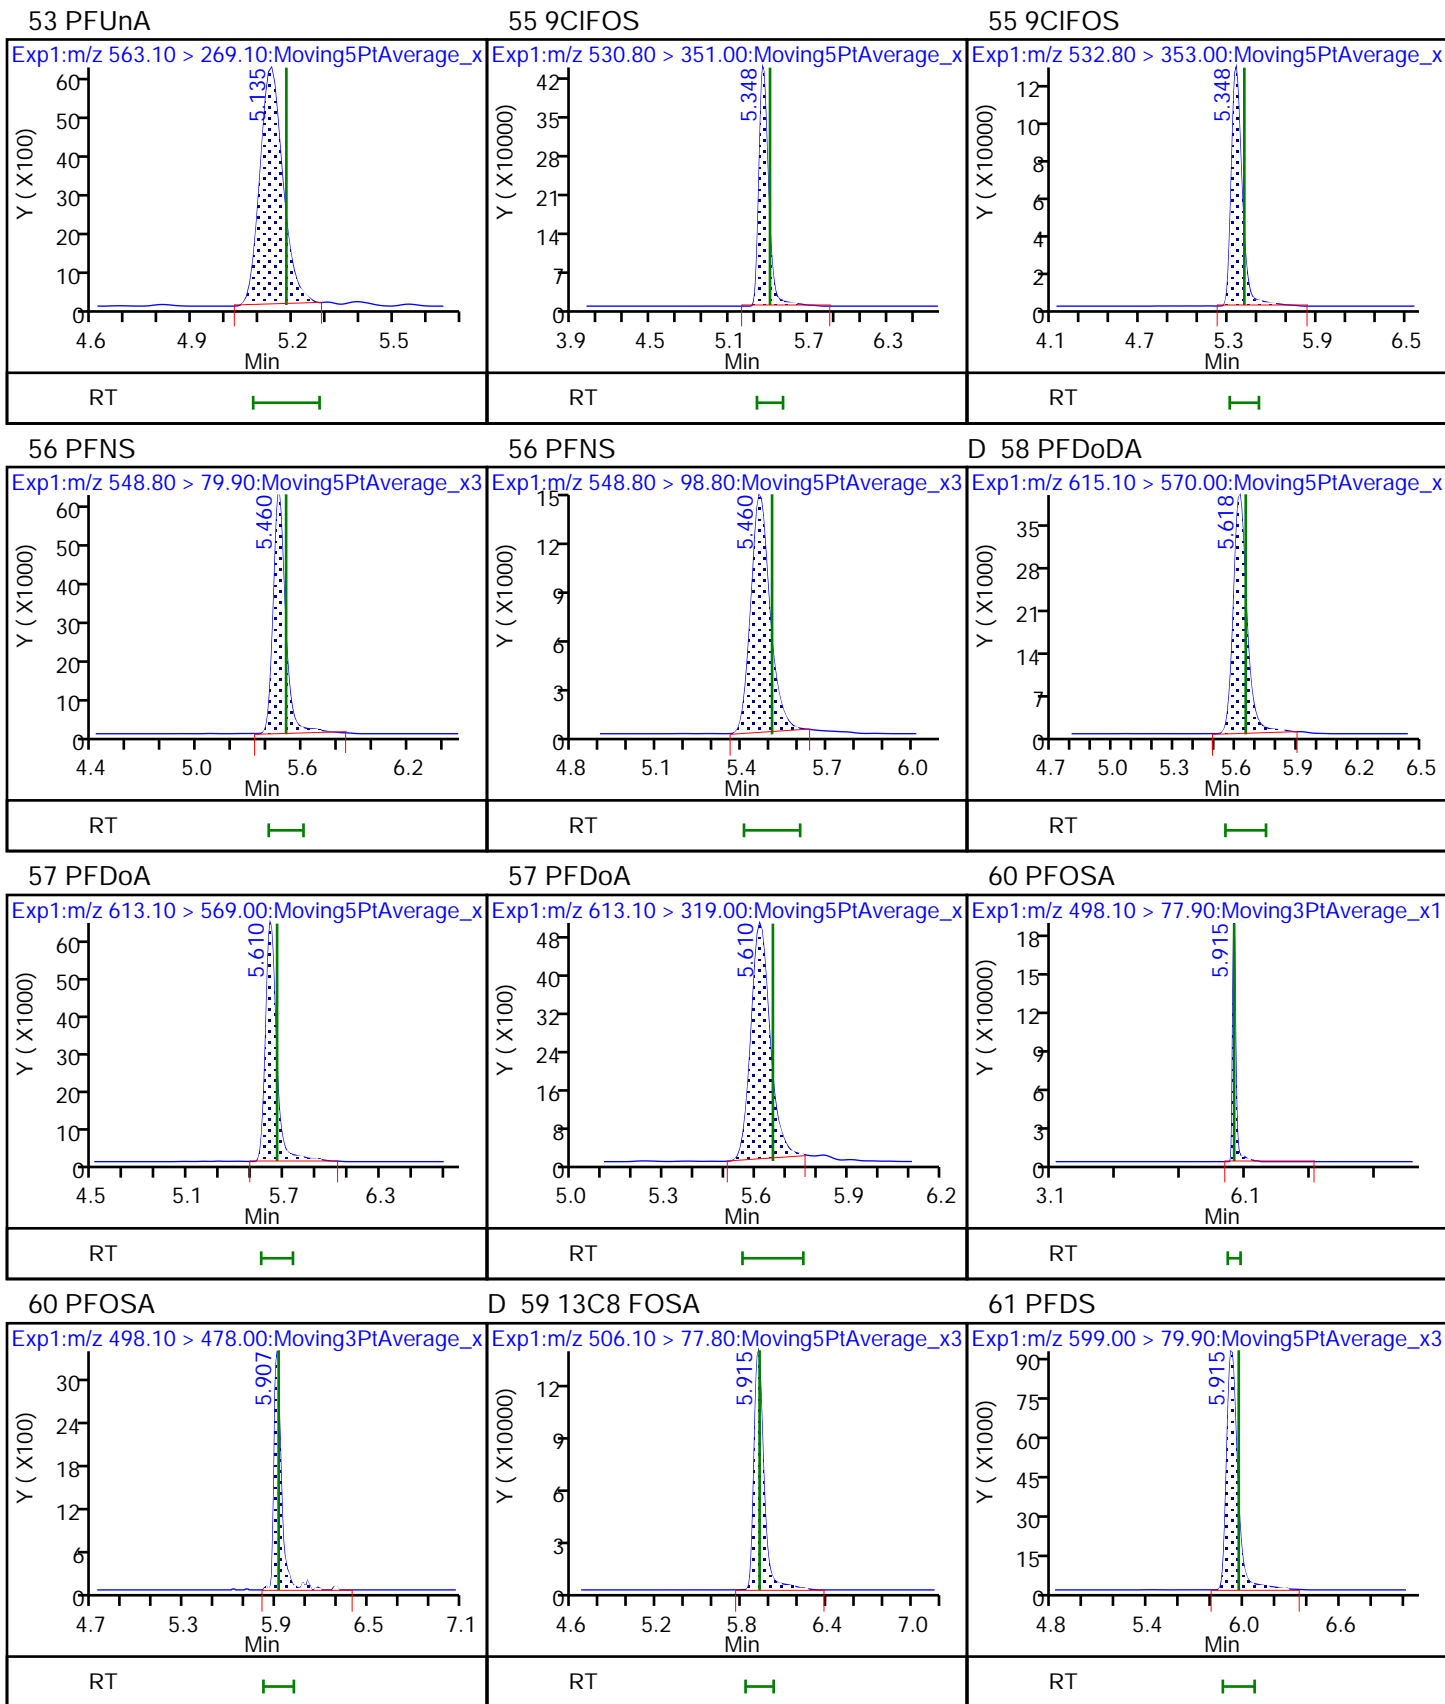 53 PFUnA
Exp1:m/z 563.10 > 269.10:Moving5PtAverage_x
5.135
Y ( X100)
60
50
40
30
20
10
0
4.6 4.9 5.2 5.5
Min
RT
55 9ClFOS
Exp1:m/z 530.80 > 351.00:Moving5PtAverage_x
5.348
Y ( X10000)
42
35
28
21
14
7
0
3.9 4.5 5.1 5.7 6.3
Min
RT
55 9ClFOS
Exp1:m/z 532.80 > 353.00:Moving5PtAverage_x
5.348
Y ( X10000)
12
10
8
6
4
2
0
4.1 4.7 5.3 5.9 6.5
Min
RT
56 PFNS
Exp1:m/z 548.80 > 79.90:Moving5PtAverage_x3
5.460
Y ( X1000)
60
50
40
30
20
10
0
4.4 5.0 5.6 6.2
Min
RT
56 PFNS
Exp1:m/z 548.80 > 98.80:Moving5PtAverage_x3
5.460
Y ( X1000)
15
12
9
6
3
0
4.8 5.1 5.4 5.7 6.0
Min
RT
D 58 PFDoDA
Exp1:m/z 615.10 > 570.00:Moving5PtAverage_x
5.618
Y ( X1000)
35
28
21
14
7
0
4.7 5.0 5.3 5.6 5.9 6.2 6.5
Min
RT
57 PFDoA
Exp1:m/z 613.10 > 569.00:Moving5PtAverage_x
5.610
Y ( X1000)
60
50
40
30
20
10
0
4.5 5.1 5.7 6.3
Min
RT
57 PFDoA
Exp1:m/z 613.10 > 319.00:Moving5PtAverage_x
5.610
Y ( X100)
48
40
32
24
16
8
0
5.0 5.3 5.6 5.9 6.2
Min
RT
60 PFOSA
Exp1:m/z 498.10 > 77.90:Moving3PtAverage_x1
5.915
Y ( X10000)
18
15
12
9
6
3
0
3.1 6.1
Min
RT
60 PFOSA
Exp1:m/z 498.10 > 478.00:Moving3PtAverage_x
5.907
Y ( X100)
30
24
18
12
6
0
4.7 5.3 5.9 6.5 7.1
Min
RT
D 59 13C8 FOSA
Exp1:m/z 506.10 > 77.80:Moving5PtAverage_x3
5.915
Y ( X10000)
12
9
6
3
0
4.6 5.2 5.8 6.4 7.0
Min
RT
61 PFDS
Exp1:m/z 599.00 > 79.90:Moving5PtAverage_x3
5.915
Y ( X1000)
90
75
60
45
30
15
0
4.8 5.4 6.0 6.6
Min
RT